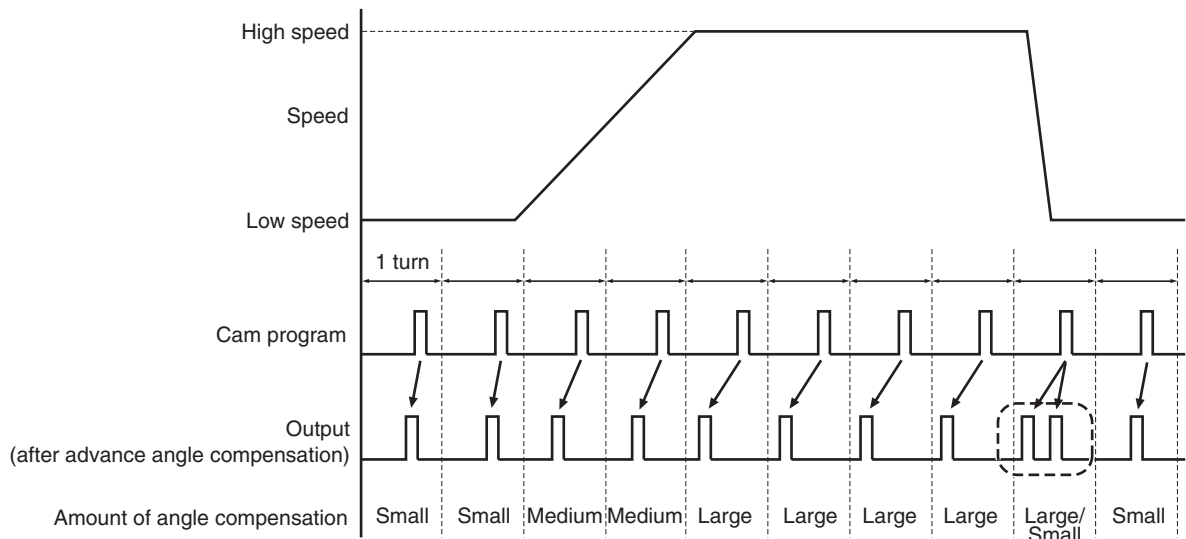 High speed
Speed
Low speed
1 turn
Cam program
Output
(after advance angle compensation)
Amount of angle compensation
Small
Small
Medium
Medium
Large
Large
Large
Large
Large/
Small
Small